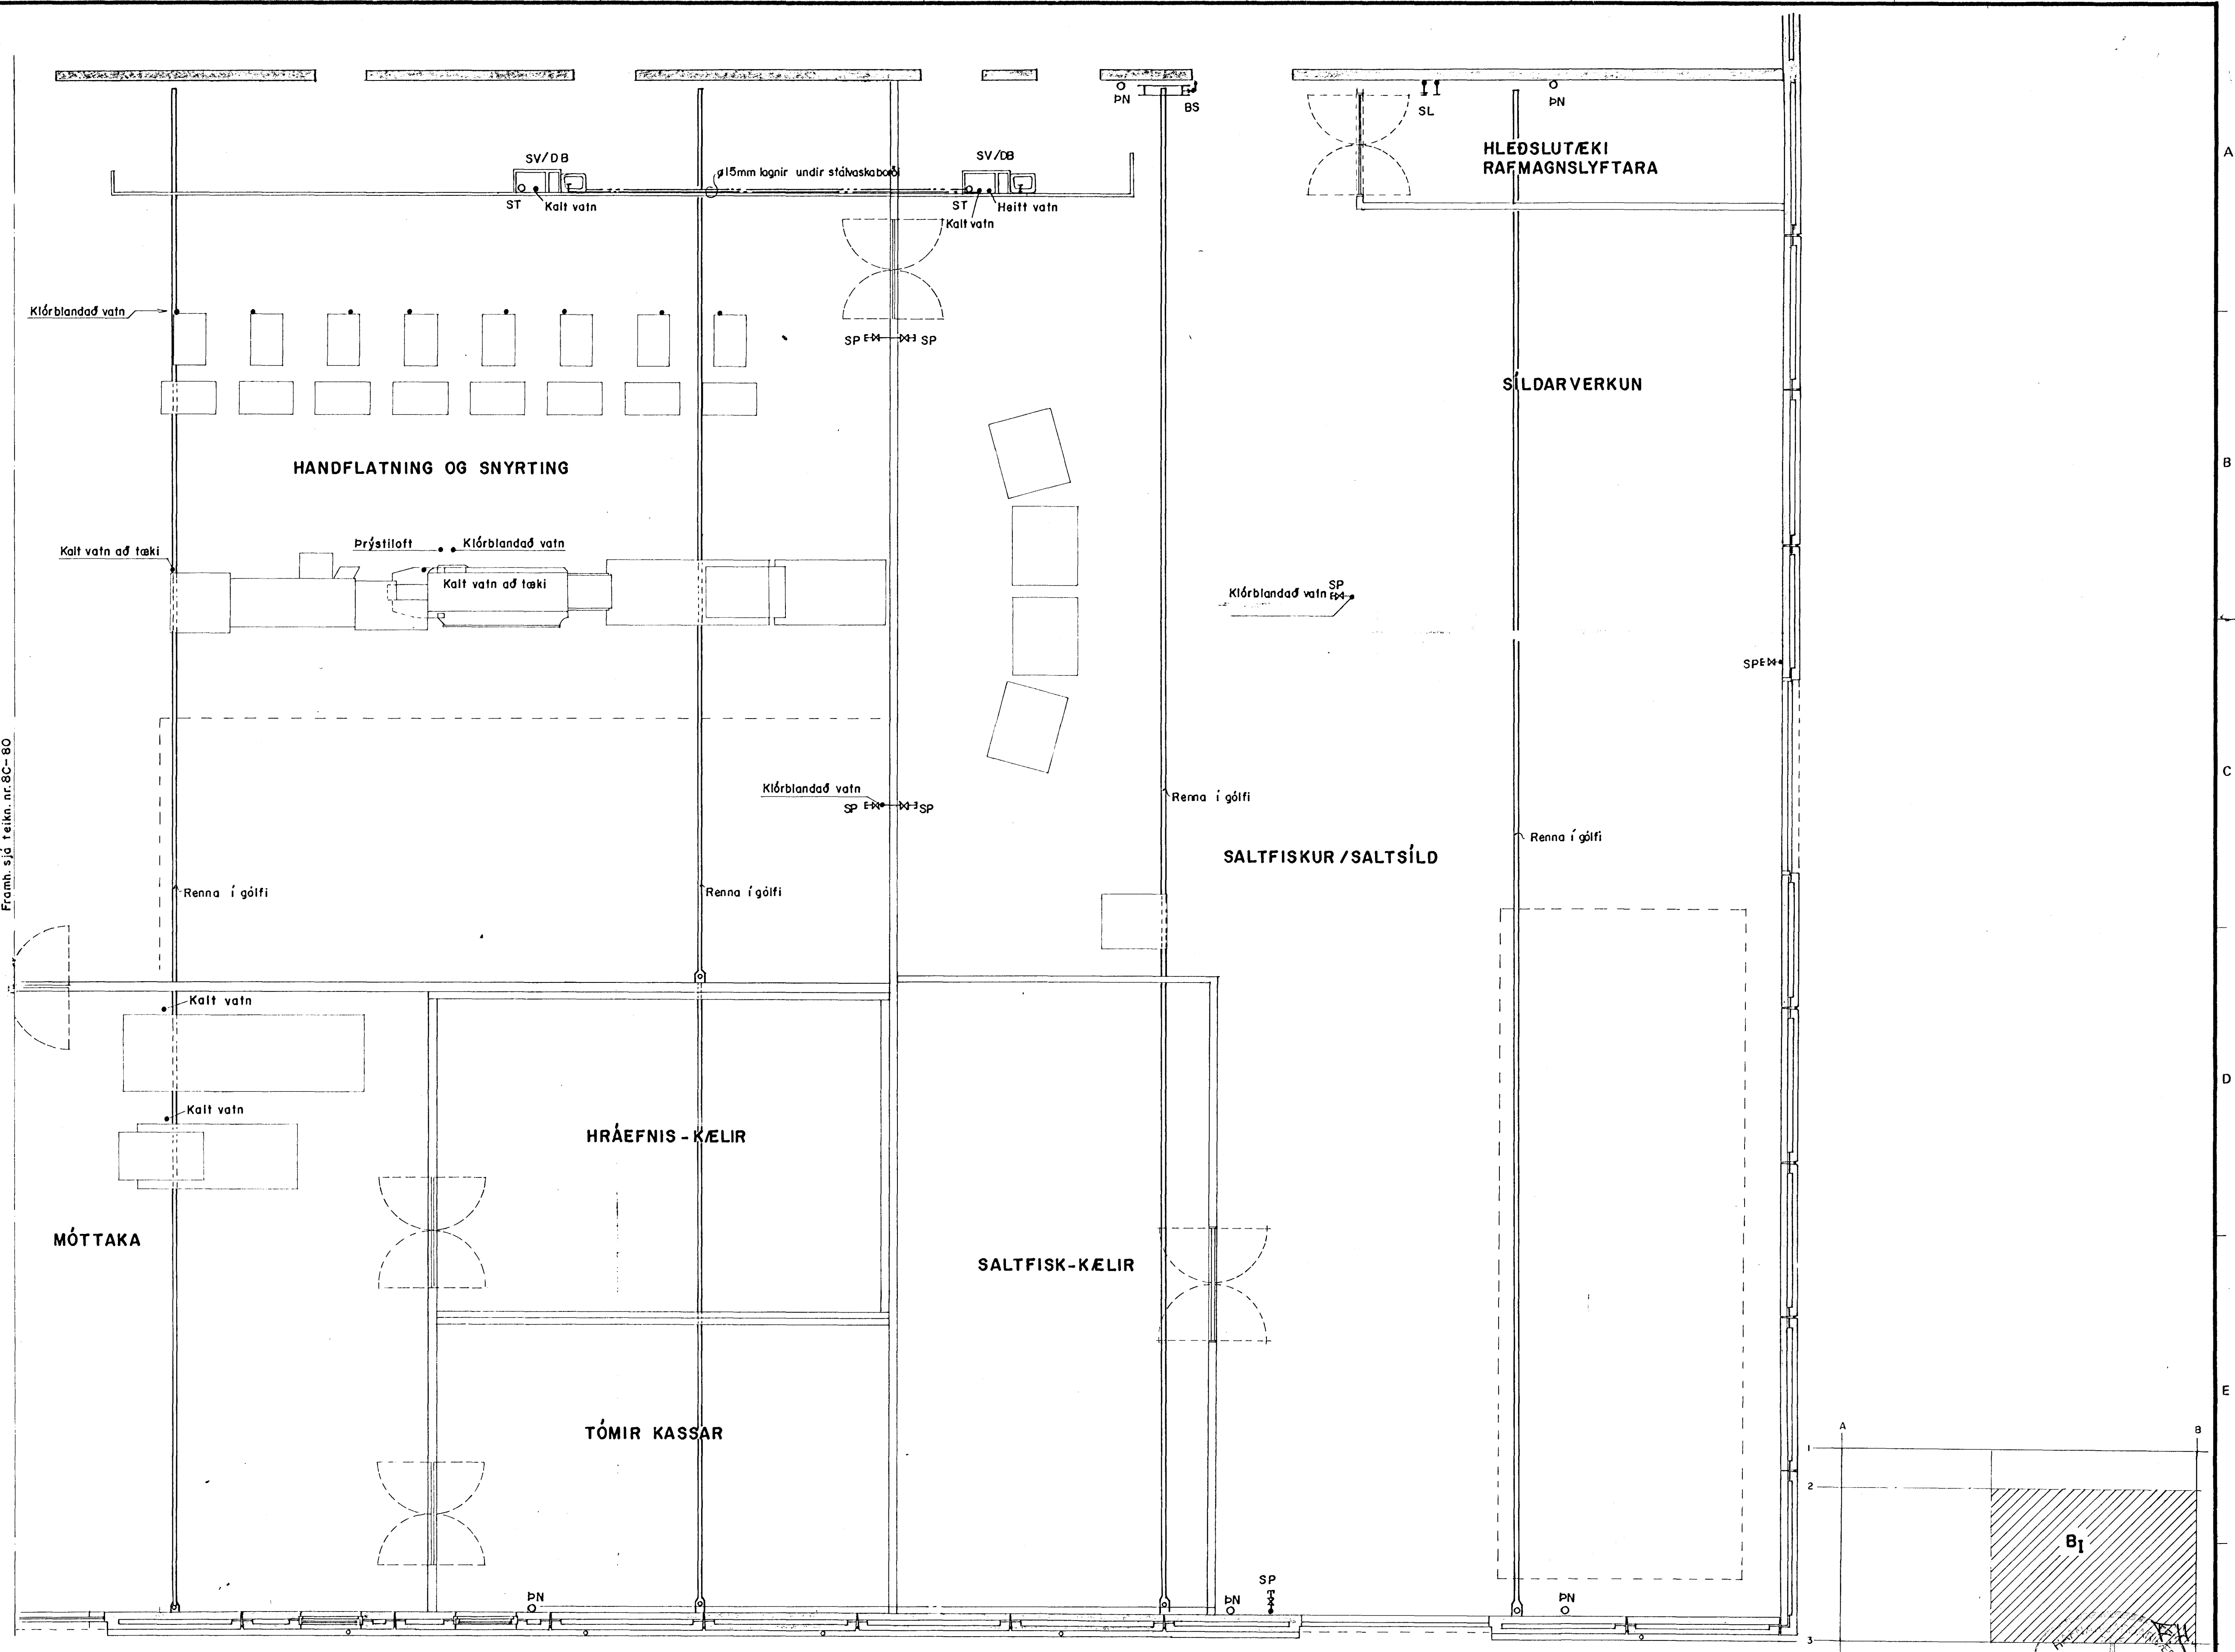 ÞN
BS
SL
ÞN
A
HLEÐSLUTÆKI
RAFMAGNSLYFTARA
SV/DB
SV/DB
ø15mm lagnir undir stálvaskaborði
ST
Kalt vatn
ST
Heitt vatn
Kalt vatn
Klórblandað vatn
SP
SP
SÍLDARVERKUN
B
HANDFLATNING OG SNYRTING
Kalt vatn að tæki
Þrýstiloft
Klórblandað vatn
Kalt vatn að tæki
SP
Klórblandað vatn
SP
Framh. sjá teikn. nr. 8C-80
C
Klórblandað vatn
SP
SP
Renna í gólfi
Renna í gólfi
SALTFISKUR/SALTSÍLD
Renna í gólfi
Renna í gólfi
Kalt vatn
D
Kalt vatn
HRÁEFNIS-KÆLIR
MÓTTAKA
SALTFISK-KÆLIR
E
TÓMIR KASSAR
A
B
1
2
BI
3
ÞN
ÞN
SP
ÞN